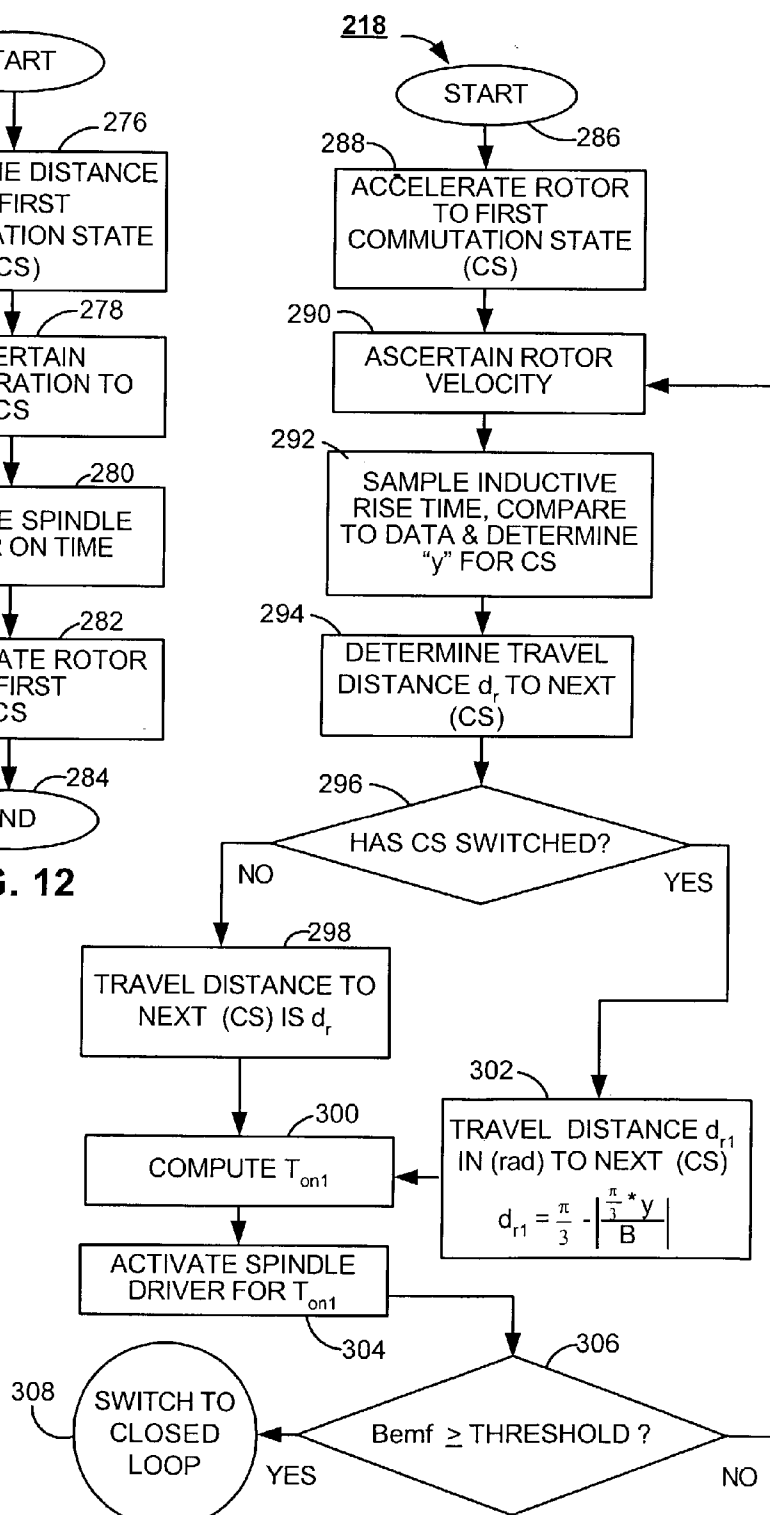 TART
276
IE DISTANCE
FIRST
ATION STATE
CS)
278
ERTAIN
RATION TO
CS
280
E SPINDLE
R ON TIME
282
ATE ROTOR
FIRST
CS
284
ND
G. 12
218
START
286
288
ACCELERATE ROTOR
TO FIRST
COMMUTATION STATE
(CS)
290
ASCERTAIN ROTOR
VELOCITY
292
SAMPLE INDUCTIVE
RISE TIME, COMPARE
TO DATA & DETERMINE
“y” FOR CS
294
DETERMINE TRAVEL
DISTANCE d_r TO NEXT
(CS)
296
HAS CS SWITCHED?
NO
YES
298
TRAVEL DISTANCE TO
NEXT (CS) IS d_r
300
COMPUTE T_on1
302
TRAVEL DISTANCE d_r1
IN (rad) TO NEXT (CS)
d_r1 = π/3 - |(π/3 * y)/B|
ACTIVATE SPINDLE
DRIVER FOR T_on1
304
306
Bemf ≥ THRESHOLD ?
YES
NO
308
SWITCH TO
CLOSED
LOOP